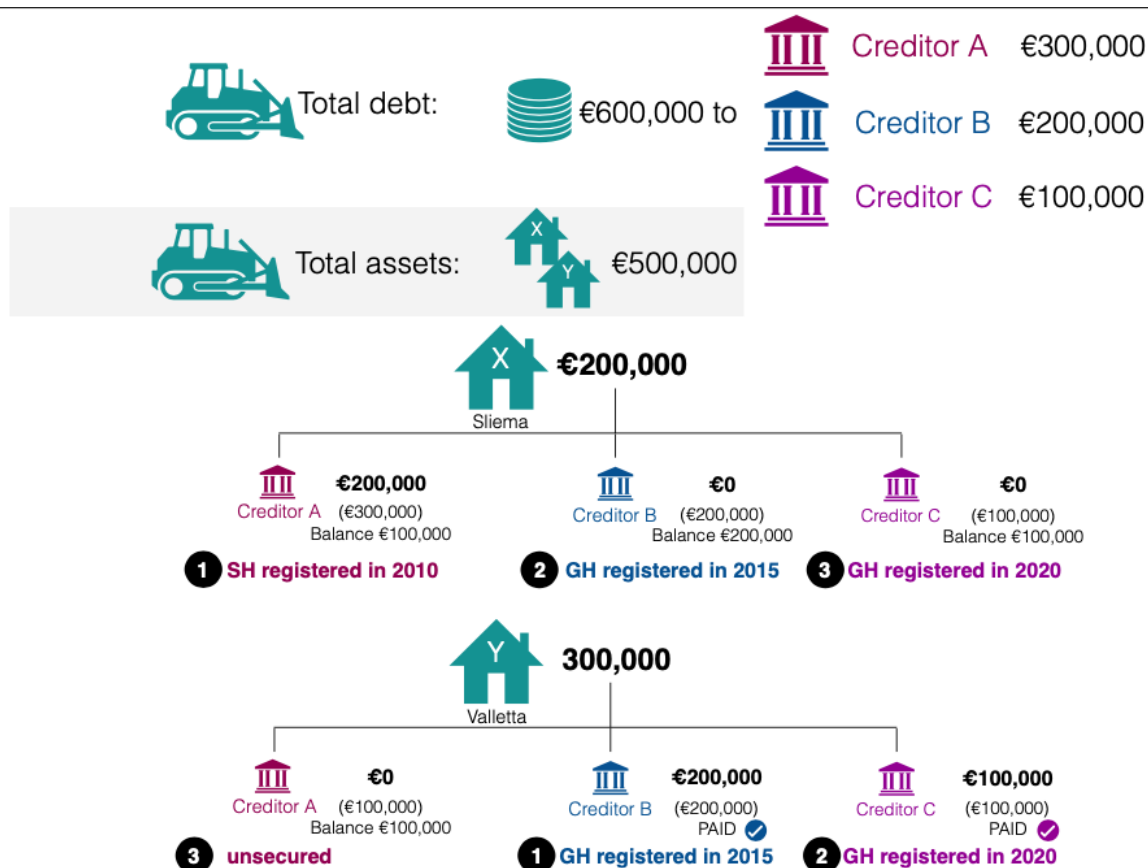 Total debt:
€600,000 to
Creditor A €300,000
Creditor B €200,000
Creditor C €100,000
Total assets:
X
Y
€500,000
X
€200,000
Sliema
€200,000
Creditor A (€300,000)
Balance €100,000
1 SH registered in 2010
€0
Creditor B (€200,000)
Balance €200,000
2 GH registered in 2015
€0
Creditor C (€100,000)
Balance €100,000
3 GH registered in 2020
Y
300,000
Valletta
€0
Creditor A (€100,000)
Balance €100,000
3 unsecured
€200,000
Creditor B (€200,000)
PAID
1 GH registered in 2015
€100,000
Creditor C (€100,000)
PAID
2 GH registered in 2020